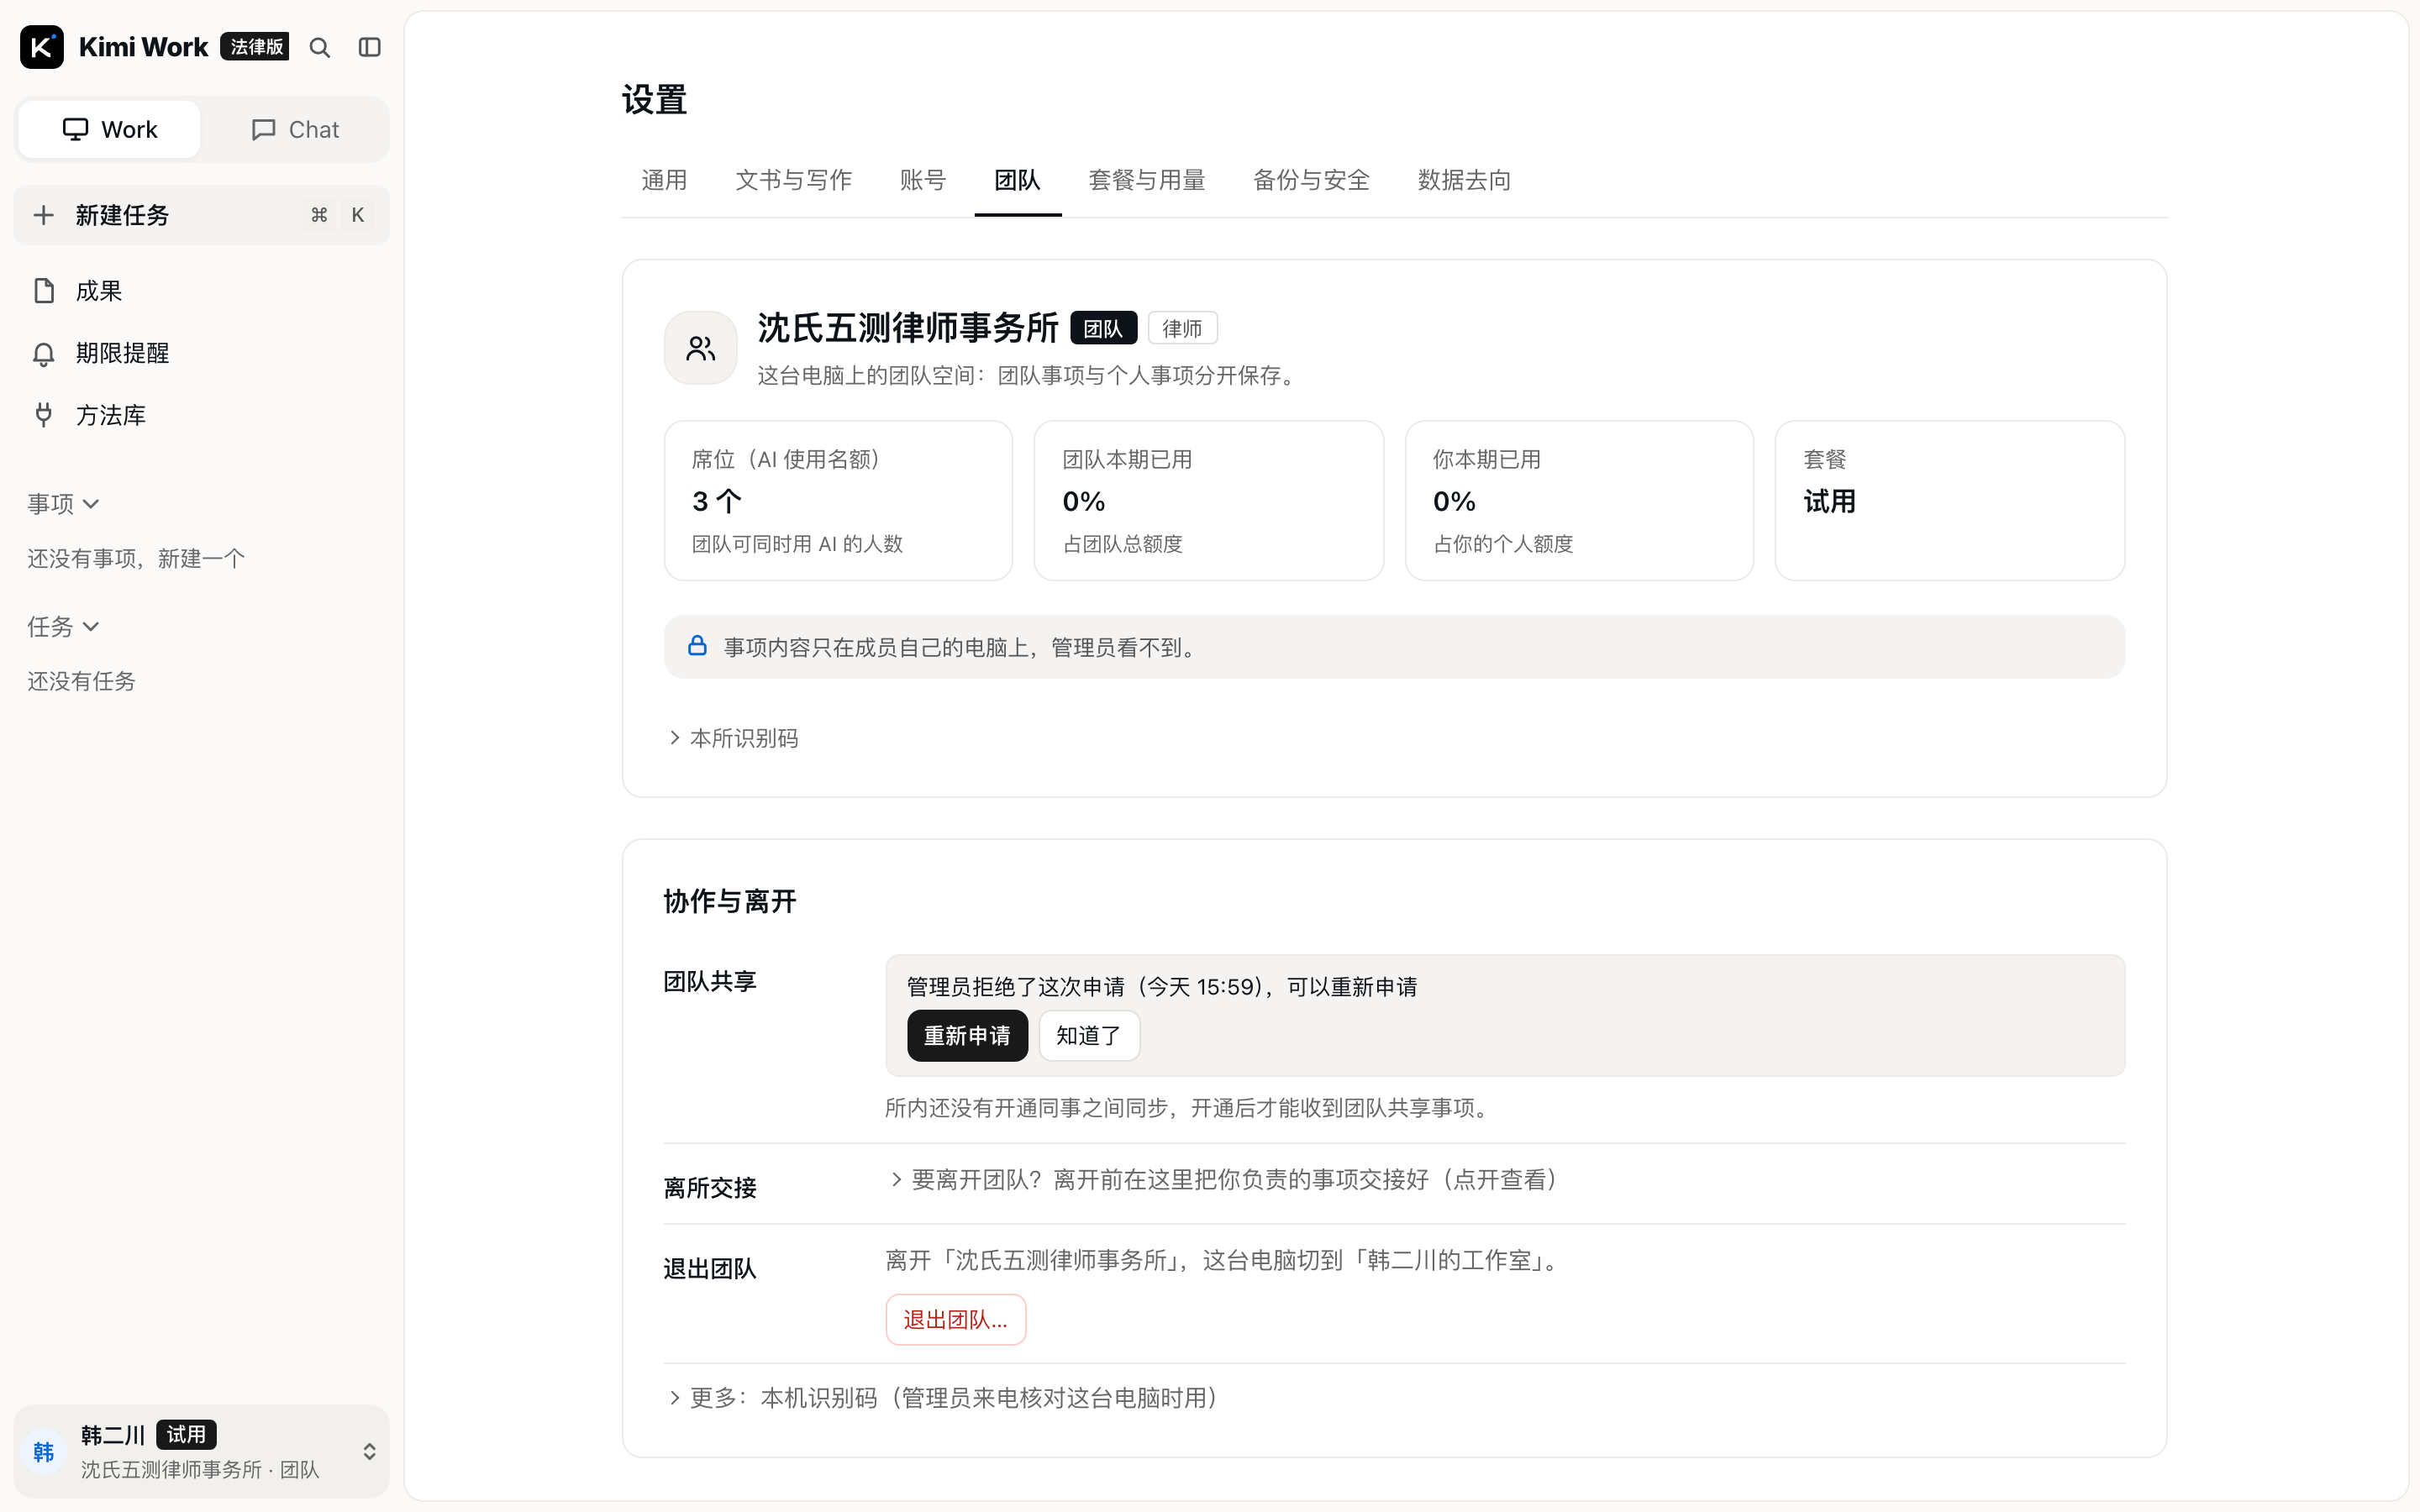 Kimi Work 法律版
Work
Chat
新建任务 ⌘ K
成果
期限提醒
方法库
事项
还没有事项，新建一个
任务
还没有任务
韩 韩二川 试用
沈氏五测律师事务所 · 团队
设置
通用 文书与写作 账号 团队 套餐与用量 备份与安全 数据去向
沈氏五测律师事务所 团队 律师
这台电脑上的团队空间：团队事项与个人事项分开保存。
席位（AI 使用名额）
3 个
团队可同时用 AI 的人数
团队本期已用
0%
占团队总额度
你本期已用
0%
占你的个人额度
套餐
试用
事项内容只在成员自己的电脑上，管理员看不到。
本所识别码
协作与离开
团队共享
管理员拒绝了这次申请（今天 15:59），可以重新申请
重新申请 知道了
所内还没有开通同事之间同步，开通后才能收到团队共享事项。
离所交接
要离开团队？离开前在这里把你负责的事项交接好（点开查看）
退出团队
离开「沈氏五测律师事务所」，这台电脑切到「韩二川的工作室」。
退出团队...
更多：本机识别码（管理员来电核对这台电脑时用）